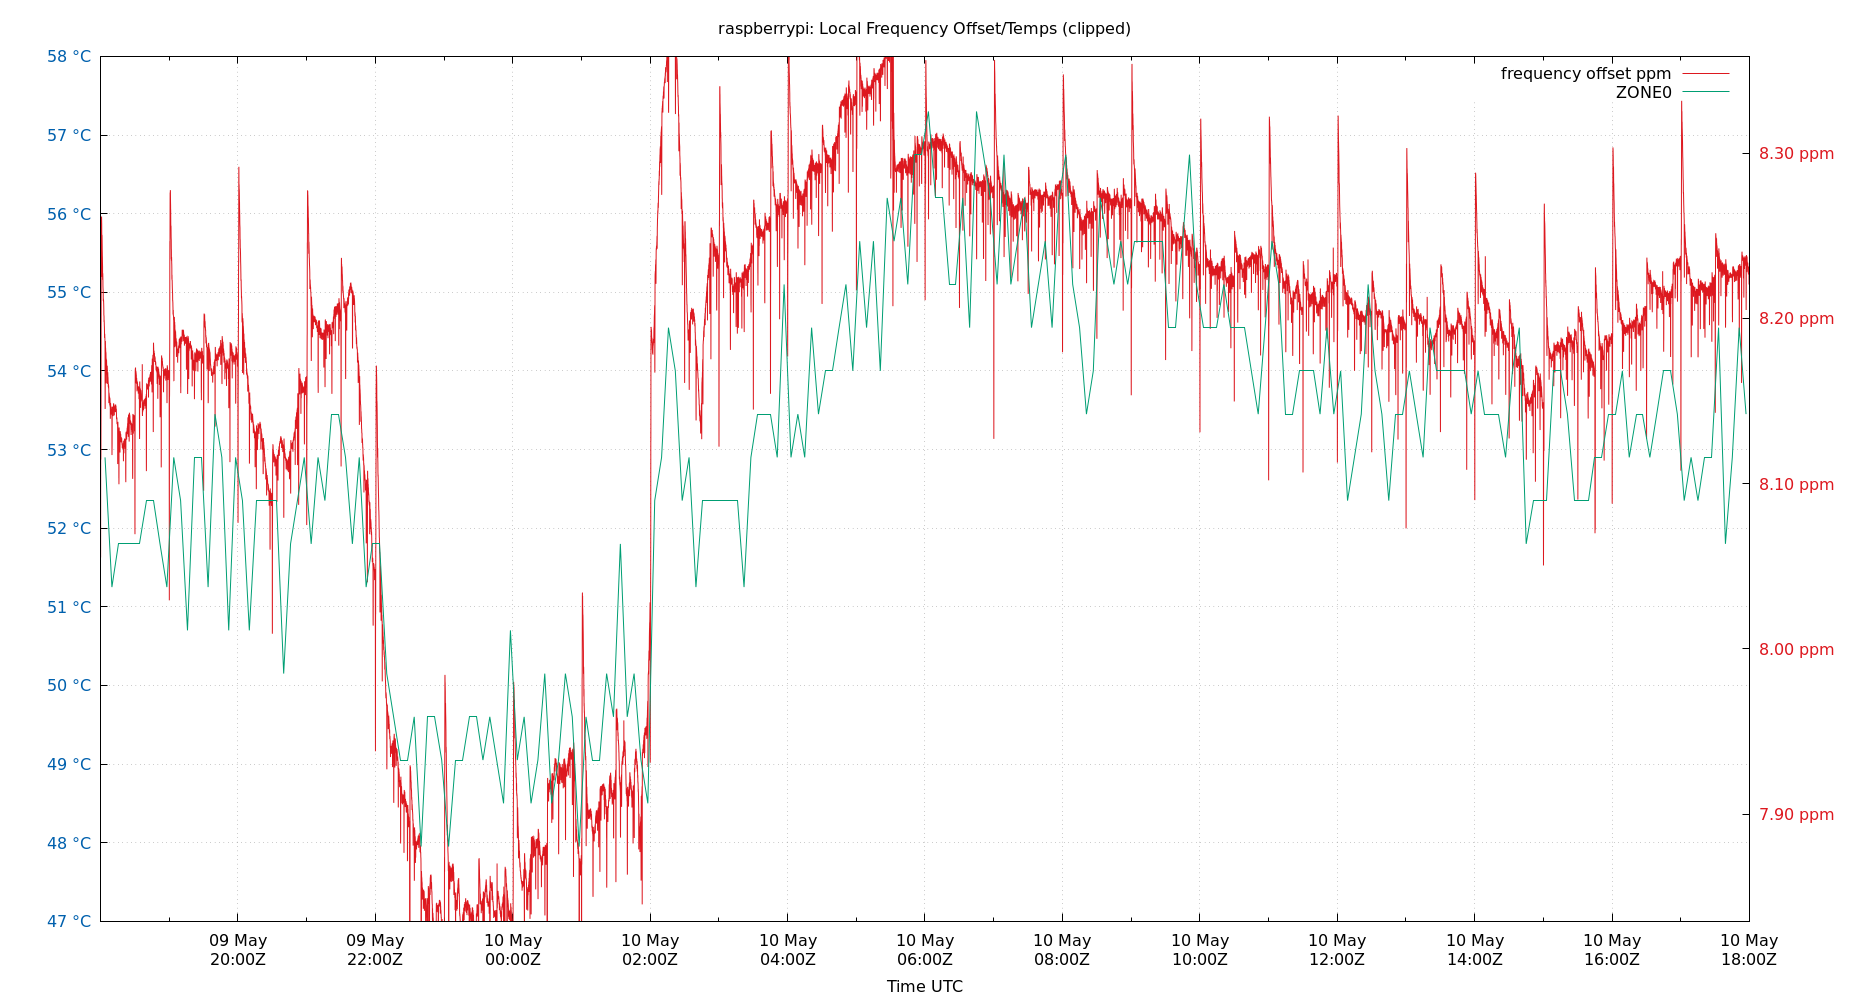 raspberrypi: Local Frequency Offset/Temps (clipped)
frequency offset ppm
ZONE0
58 °C
57 °C
56 °C
55 °C
54 °C
53 °C
52 °C
51 °C
50 °C
49 °C
48 °C
47 °C
8.30 ppm
8.20 ppm
8.10 ppm
8.00 ppm
7.90 ppm
09 May
20:00Z
09 May
22:00Z
10 May
00:00Z
10 May
02:00Z
10 May
04:00Z
10 May
06:00Z
10 May
08:00Z
10 May
10:00Z
10 May
12:00Z
10 May
14:00Z
10 May
16:00Z
10 May
18:00Z
Time UTC